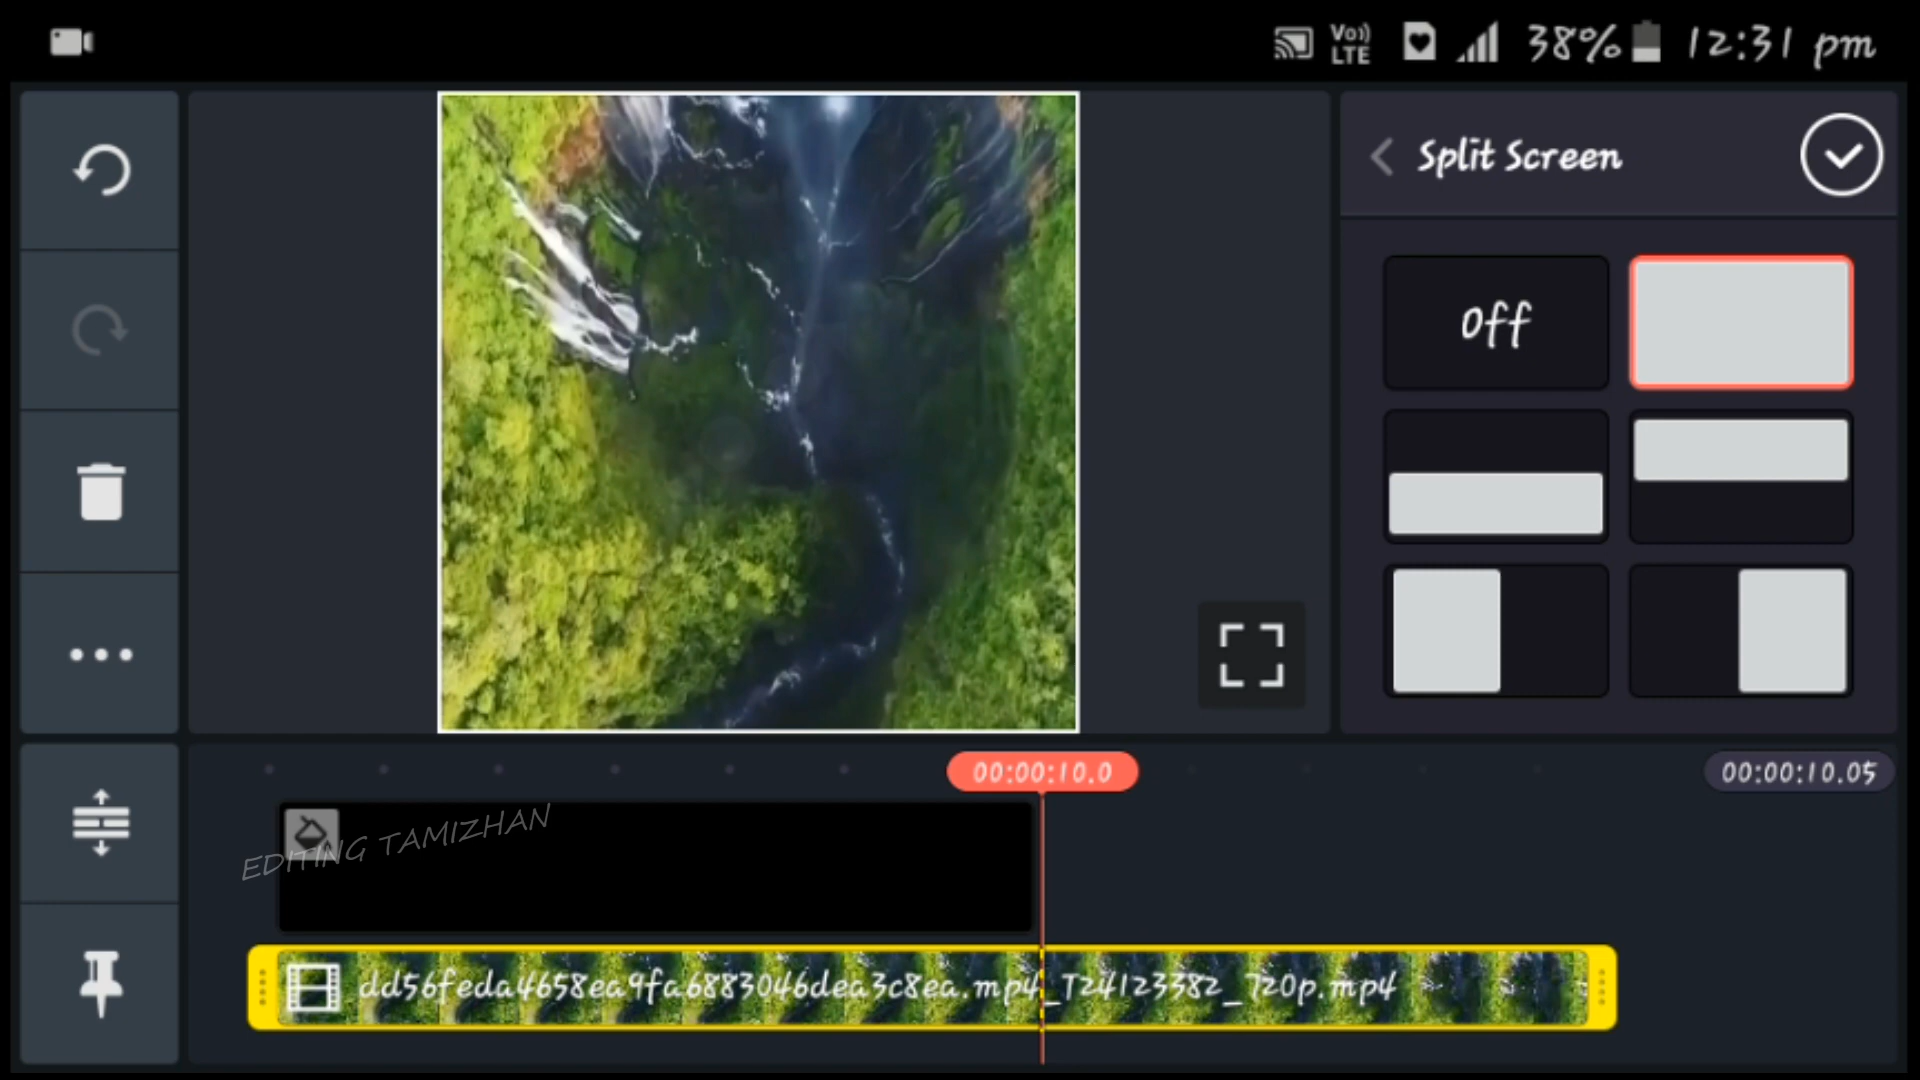 Vo))
LTE
38%
12:31 pm
Split Screen
Off
00:00:10.0
00:00:10.05
EDITING TAMIZHAN
dd56feda4658ea9fa6883046dea3c8ea.mp4_T24123382_720p.mp4